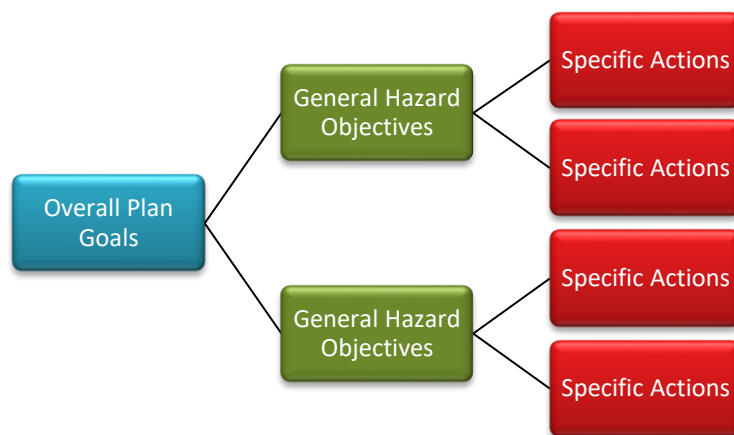 Overall Plan
Goals
General Hazard
Objectives
General Hazard
Objectives
Specific Actions
Specific Actions
Specific Actions
Specific Actions